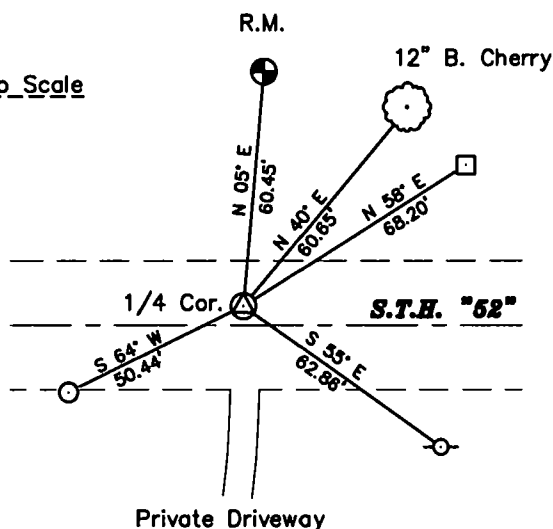 R.M.
12" B. Cherry
o Scale
N 05° E
60.45'
N 40° E
60.65'
N 58° E
68.20'
1/4 Cor.
S.T.H. "52"
S 64° W
50.44'
S 55° E
62.86'
Private Driveway